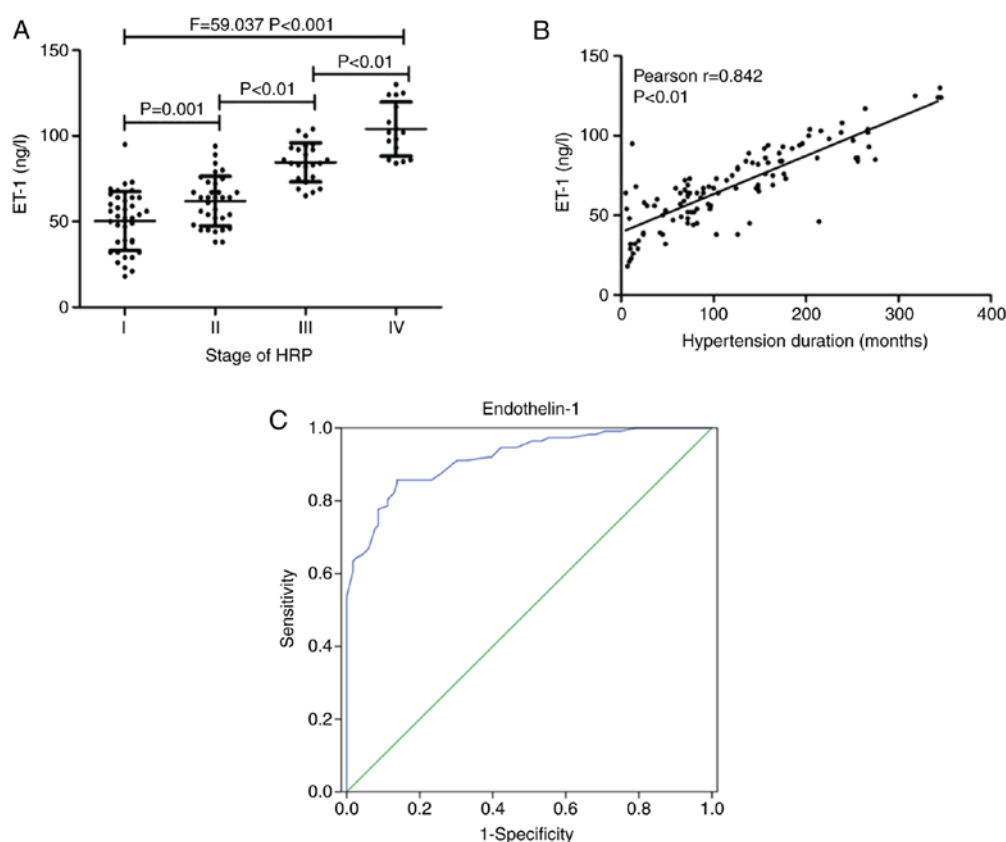 A
F=59.037 P<0.001
P<0.01
P<0.01
P=0.001
150
100
50
0
ET-1 (ng/l)
I II III IV
Stage of HRP
B
Pearson r=0.842
P<0.01
150
100
50
0
ET-1 (ng/l)
0 100 200 300 400
Hypertension duration (months)
C
Endothelin-1
1.0
0.8
0.6
0.4
0.2
0.0
Sensitivity
0.0 0.2 0.4 0.6 0.8 1.0
1-Specificity